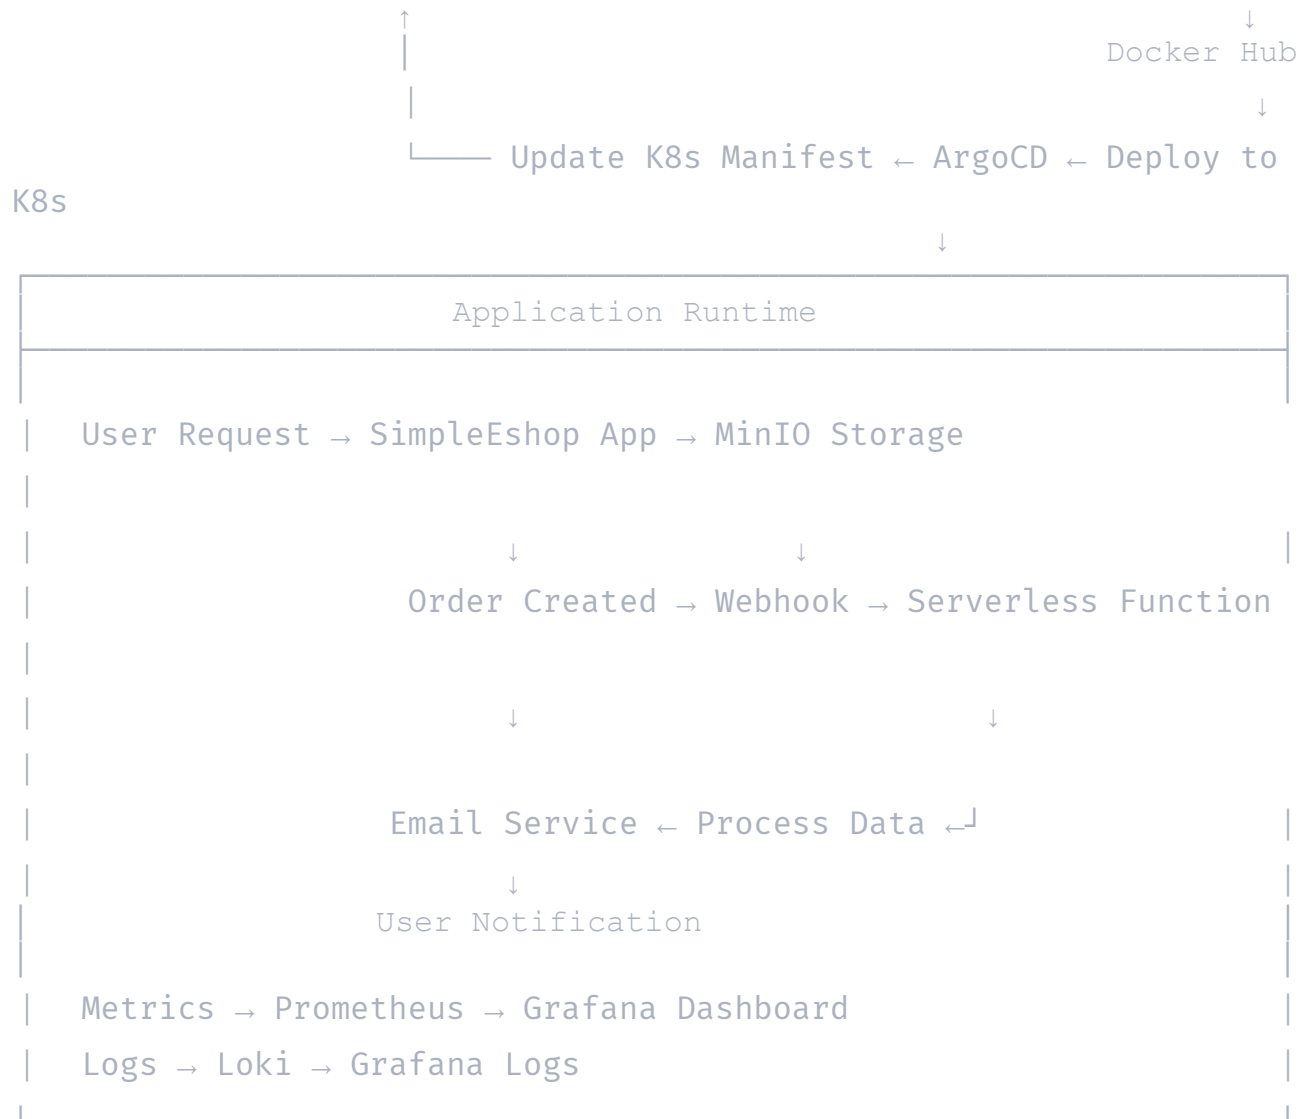 ↑ ↓
│ Docker Hub
│ ↓
└──── Update K8s Manifest ← ArgoCD ← Deploy to
K8s
↓
Application Runtime
│ User Request → SimpleEshop App → MinIO Storage
│
│ ↓ ↓ │
│ Order Created → Webhook → Serverless Function
│
│ ↓ ↓
│
│ Email Service ← Process Data ←┘ │
│ ↓ │
│ User Notification │
│ │
│ Metrics → Prometheus → Grafana Dashboard │
│ Logs → Loki → Grafana Logs │